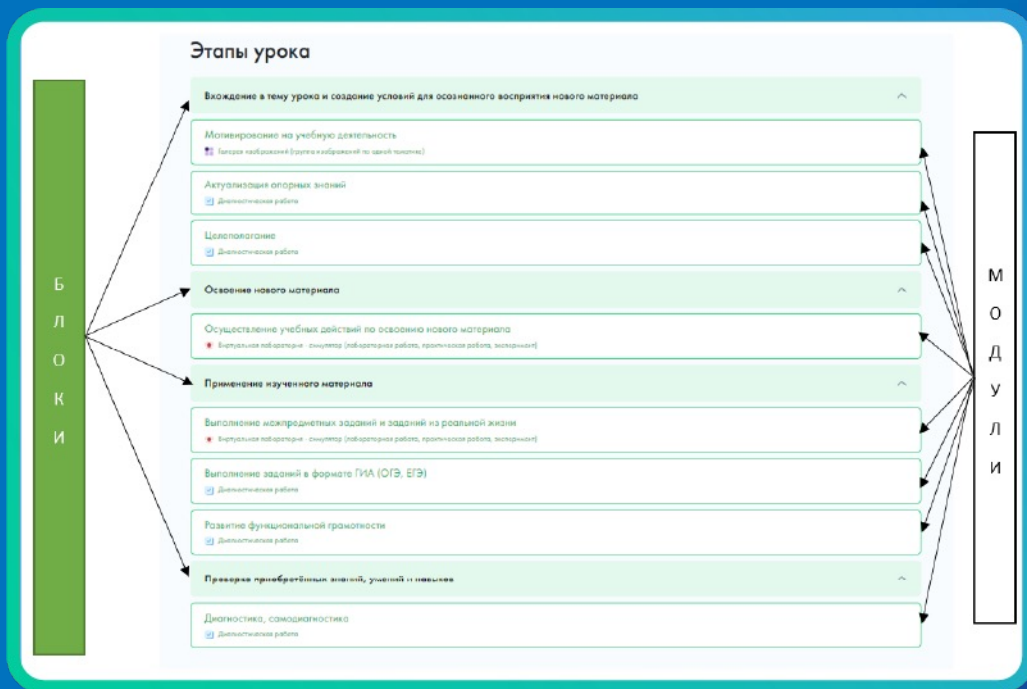 Этапы урока
БЛОКИ
Вхождение в тему урока и создание условий для осознанного восприятия нового материала
Мотивирование на учебную деятельность
Галерея изображений (группа изображений по одной тематике)
Актуализация опорных знаний
Диагностическая работа
Целеполагание
Диагностическая работа
Освоение нового материала
Осуществление учебных действий по освоению нового материала
Виртуальная лаборатория - симулятор (лабораторная работа, практическая работа, эксперимент)
Применение изученного материала
Выполнение межпредметных заданий и заданий из реальной жизни
Виртуальная лаборатория - симулятор (лабораторная работа, практическая работа, эксперимент)
Выполнение заданий в формате ГИА (ОГЭ, ЕГЭ)
Диагностическая работа
Развитие функциональной грамотности
Диагностическая работа
Проверка приобретённых знаний, умений и навыков
Диагностика, самодиагностика
Диагностическая работа
МОДУЛИ